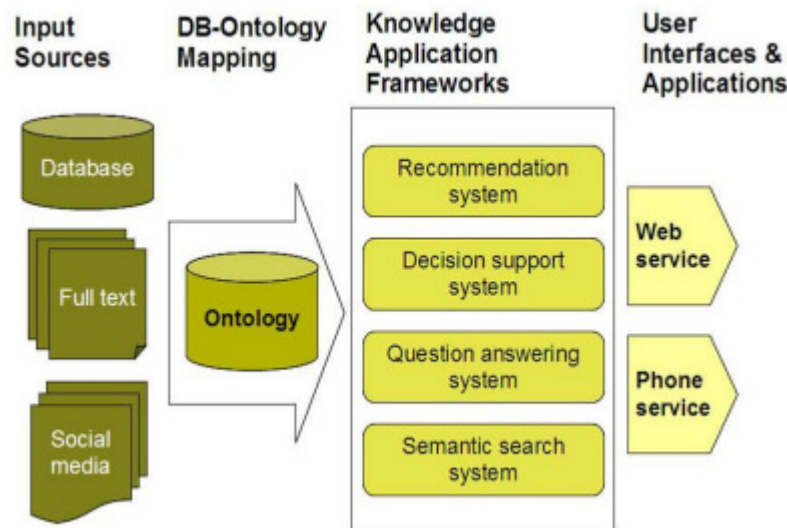 Input
Sources
DB-Ontology
Mapping
Knowledge
Application
Frameworks
User
Interfaces &
Applications
Database
Full text
Social
media
Ontology
Recommendation
system
Decision support
system
Question answering
system
Semantic search
system
Web
service
Phone
service